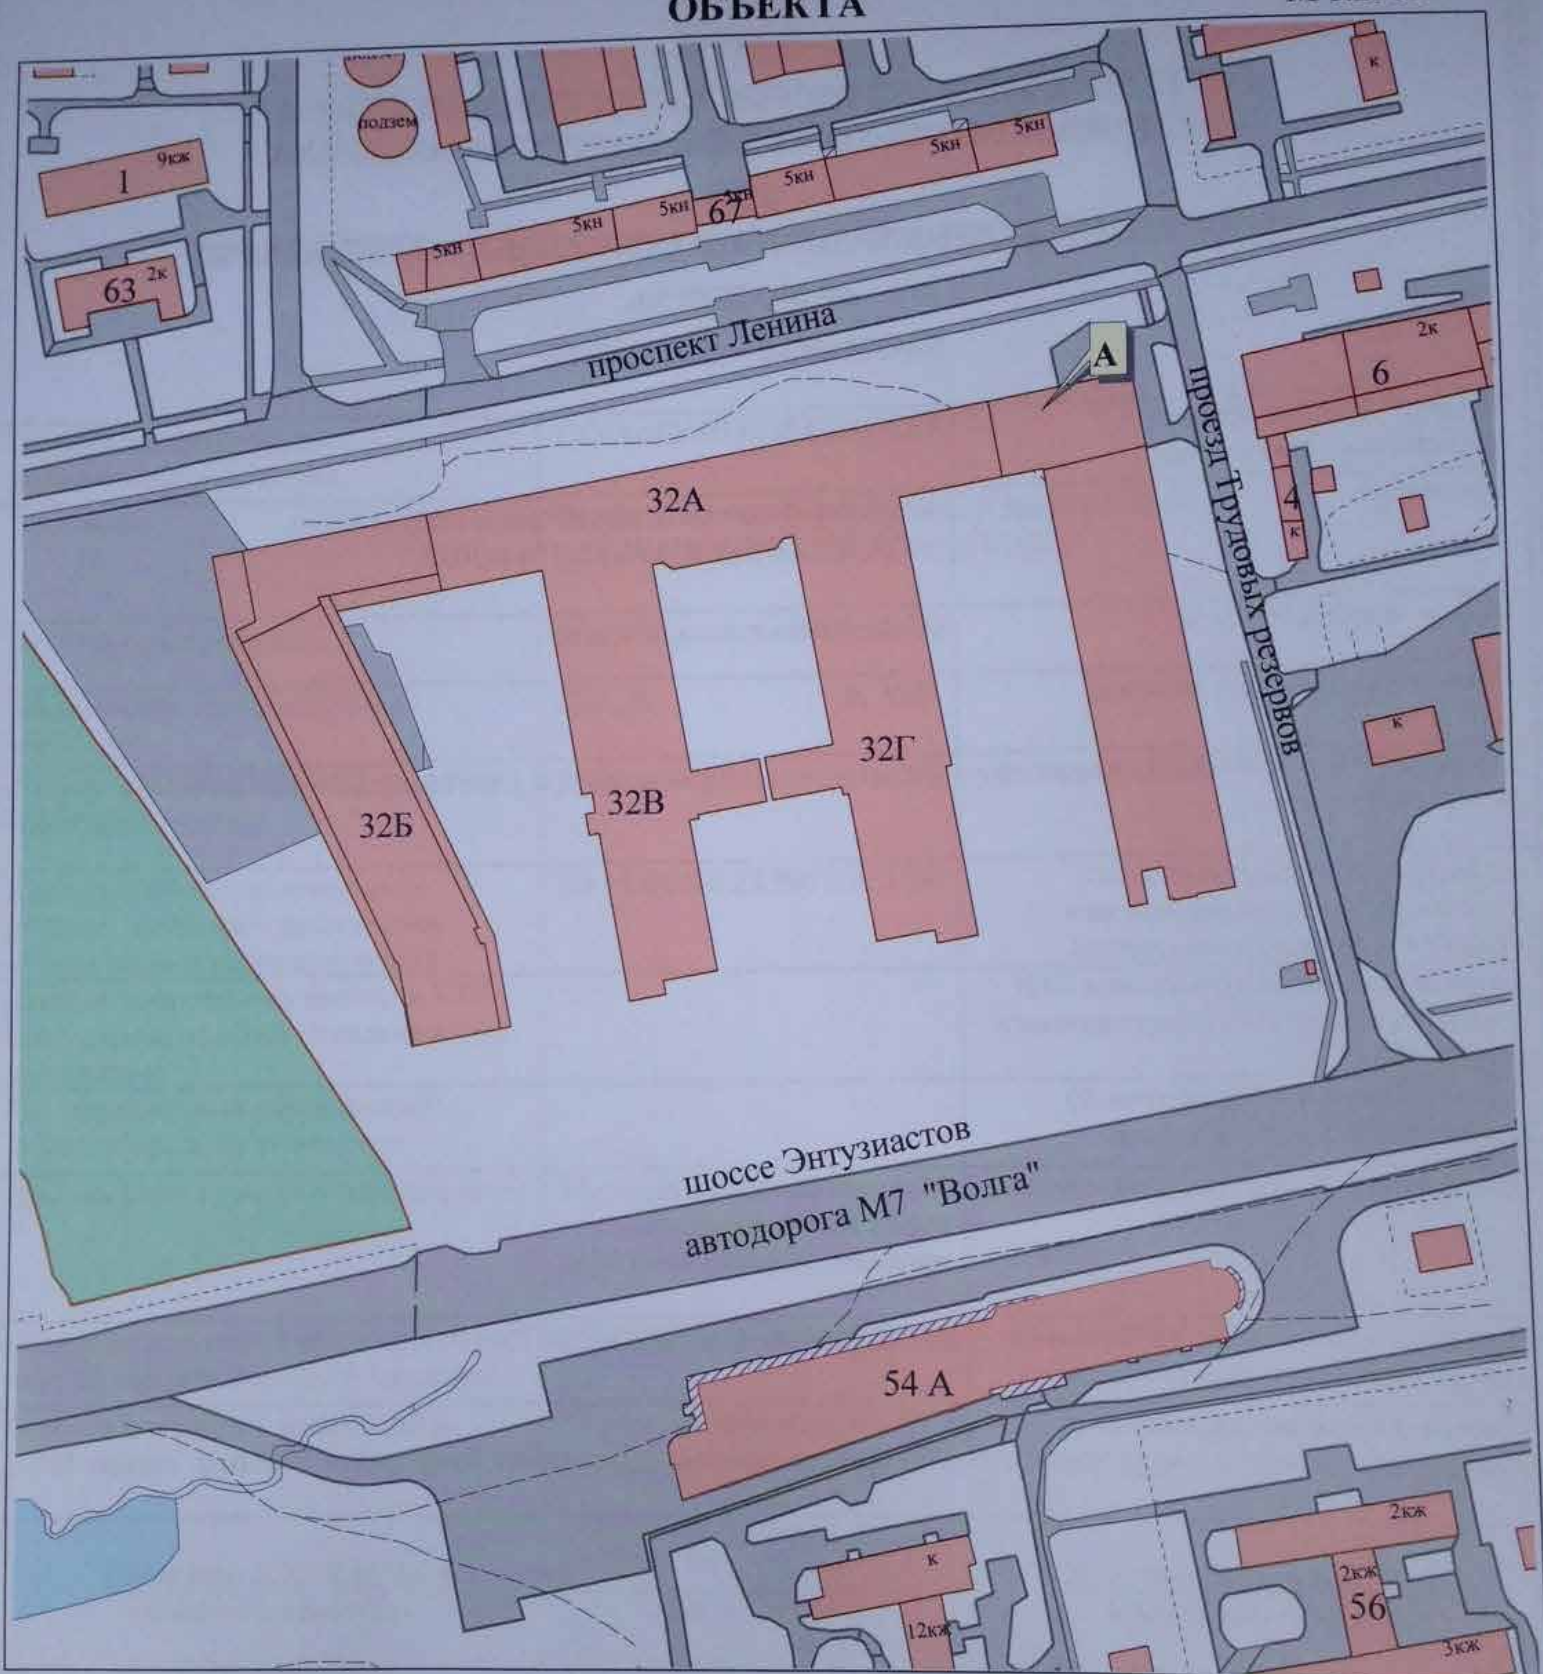 ОБЪЕКТА
к
подзем
5кн
5кн
5кн
9кж
1
5кн
5кн
67
5кн
5кн
2к
63
проспект Ленина
А
2к
6
проезд Трудовых резервов
32А
4
к
к
32Г
32В
32Б
шоссе Энтузиастов
автодорога М7 "Волга"
54 А
2кж
к
2кж
56
12кж
3кж